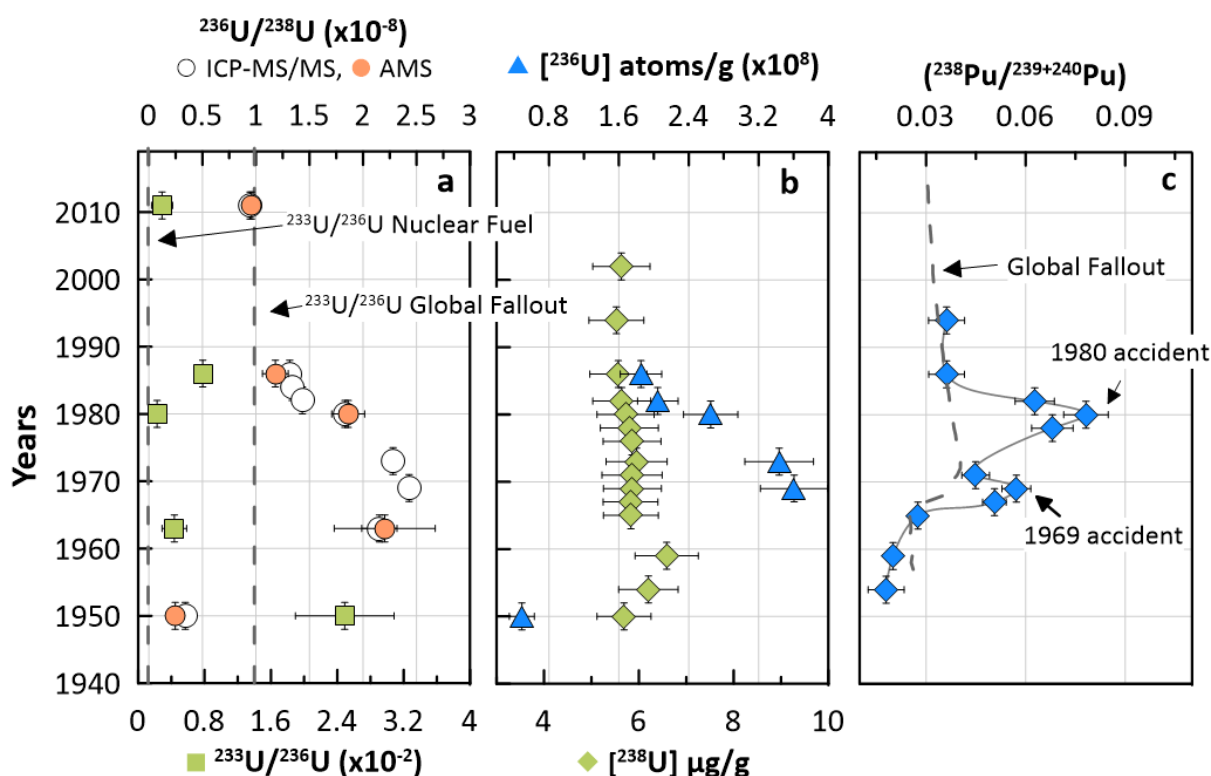 ²³⁶U/²³⁸U (x10⁻⁸)
○ ICP-MS/MS, ● AMS
▲ [²³⁶U] atoms/g (x10⁸)
(²³⁸Pu/²³⁹⁺²⁴⁰Pu)
0 0.5 1 1.5 2 2.5 3
0.8 1.6 2.4 3.2 4
0.03 0.06 0.09
a
b
c
2010
2000
1990
1980
1970
1960
1950
1940
Years
²³³U/²³⁶U Nuclear Fuel
²³³U/²³⁶U Global Fallout
Global Fallout
1980 accident
1969 accident
0 0.8 1.6 2.4 3.2 4
4 6 8 10
■ ²³³U/²³⁶U (x10⁻²)
◆ [²³⁸U] µg/g